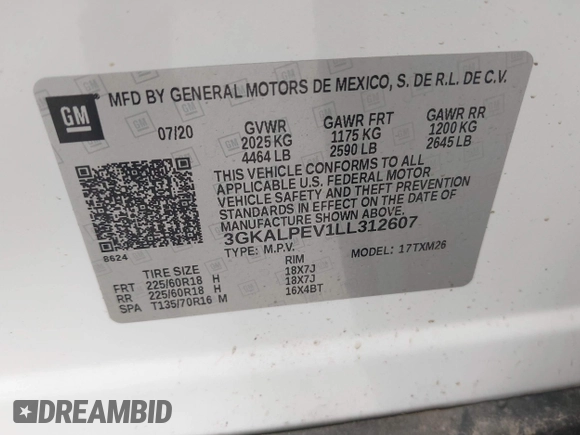 GM
MFD BY GENERAL MOTORS DE MEXICO, S. DE R.L. DE C.V.
07/20 GVWR GAWR FRT GAWR RR
2025 KG 1175 KG 1200 KG
4464 LB 2590 LB 2645 LB
THIS VEHICLE CONFORMS TO ALL
APPLICABLE U.S. FEDERAL MOTOR
VEHICLE SAFETY AND THEFT PREVENTION
STANDARDS IN EFFECT ON THE DATE OF
MANUFACTURE SHOWN ABOVE.
3GKALPEV1LL312607
8624 TYPE: M.P.V. MODEL: 17TXM26
TIRE SIZE RIM
FRT 225/60R18 H 18X7J
RR 225/60R18 H 18X7J
SPA T135/70R16 M 16X4BT
DREAMBID